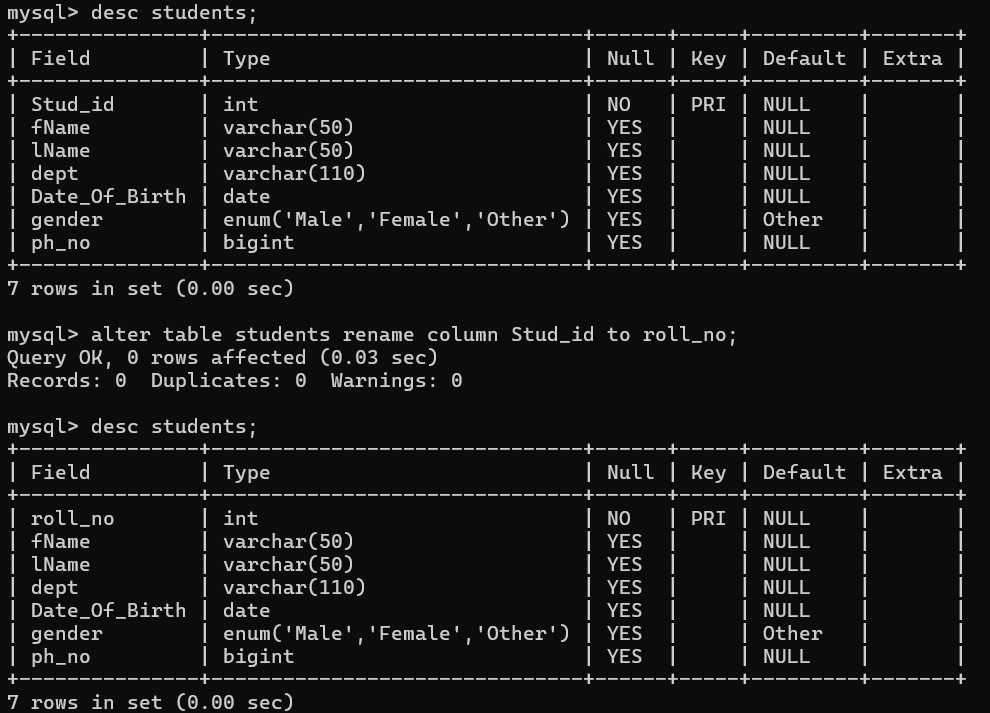 mysql> desc students;
+---------------+-------------------------------+------+-----+---------+-------+
| Field         | Type                          | Null | Key | Default | Extra |
+---------------+-------------------------------+------+-----+---------+-------+
| Stud_id       | int                           | NO   | PRI | NULL    |       |
| fName         | varchar(50)                   | YES  |     | NULL    |       |
| lName         | varchar(50)                   | YES  |     | NULL    |       |
| dept          | varchar(110)                  | YES  |     | NULL    |       |
| Date_Of_Birth | date                          | YES  |     | NULL    |       |
| gender        | enum('Male','Female','Other') | YES  |     | Other   |       |
| ph_no         | bigint                        | YES  |     | NULL    |       |
+---------------+-------------------------------+------+-----+---------+-------+
7 rows in set (0.00 sec)

mysql> alter table students rename column Stud_id to roll_no;
Query OK, 0 rows affected (0.03 sec)
Records: 0  Duplicates: 0  Warnings: 0

mysql> desc students;
+---------------+-------------------------------+------+-----+---------+-------+
| Field         | Type                          | Null | Key | Default | Extra |
+---------------+-------------------------------+------+-----+---------+-------+
| roll_no       | int                           | NO   | PRI | NULL    |       |
| fName         | varchar(50)                   | YES  |     | NULL    |       |
| lName         | varchar(50)                   | YES  |     | NULL    |       |
| dept          | varchar(110)                  | YES  |     | NULL    |       |
| Date_Of_Birth | date                          | YES  |     | NULL    |       |
| gender        | enum('Male','Female','Other') | YES  |     | Other   |       |
| ph_no         | bigint                        | YES  |     | NULL    |       |
+---------------+-------------------------------+------+-----+---------+-------+
7 rows in set (0.00 sec)